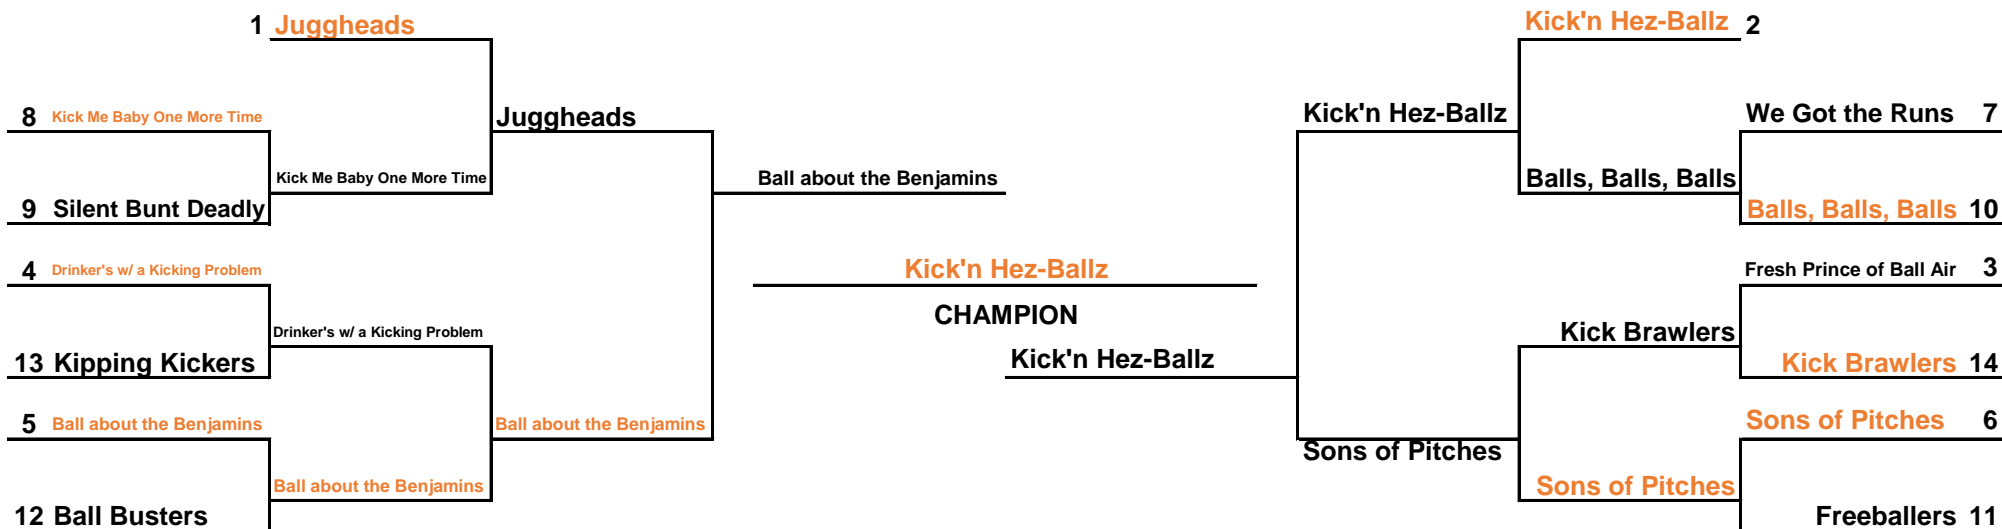 1 Juggheads
Kick'n Hez-Ballz 2
8 Kick Me Baby One More Time
Juggheads
Kick'n Hez-Ballz
We Got the Runs 7
Kick Me Baby One More Time
Ball about the Benjamins
Balls, Balls, Balls
9 Silent Bunt Deadly
Balls, Balls, Balls 10
4 Drinker's w/ a Kicking Problem
Kick'n Hez-Ballz
Fresh Prince of Ball Air 3
CHAMPION
Drinker's w/ a Kicking Problem
Kick Brawlers
13 Kipping Kickers
Kick'n Hez-Ballz
Kick Brawlers 14
5 Ball about the Benjamins
Ball about the Benjamins
Sons of Pitches
Sons of Pitches 6
Ball about the Benjamins
Sons of Pitches
12 Ball Busters
Freeballers 11